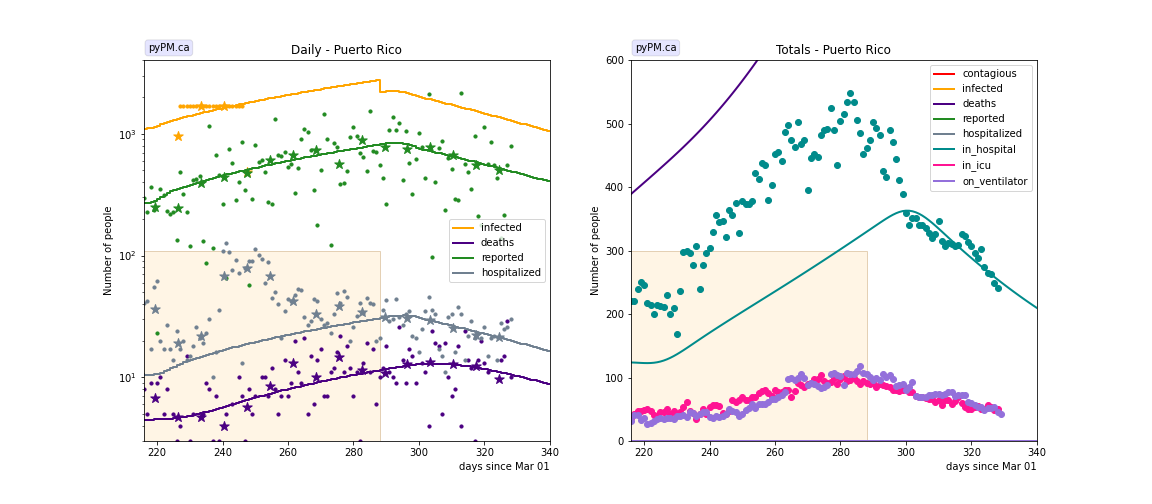 pyPM.ca
Daily - Puerto Rico
Number of people
10³
10²
10¹
220 240 260 280 300 320 340
days since Mar 01
infected
deaths
reported
hospitalized
pyPM.ca
Totals - Puerto Rico
Number of people
600
500
400
300
200
100
0
220 240 260 280 300 320 340
days since Mar 01
contagious
infected
deaths
reported
hospitalized
in_hospital
in_icu
on_ventilator